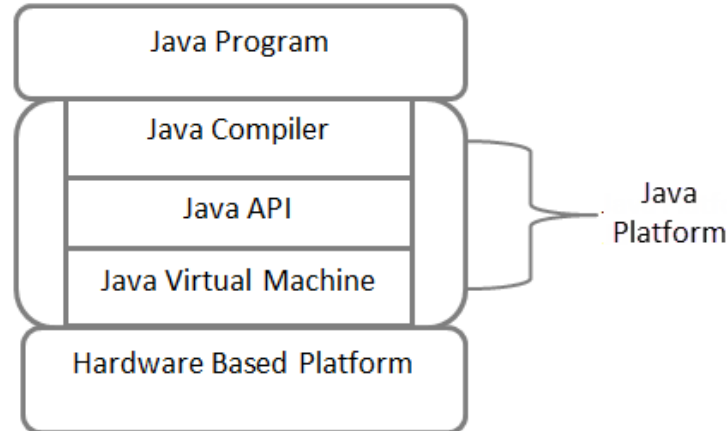 Java Program
Java Compiler
Java API
Java Virtual Machine
Hardware Based Platform
Java
Platform